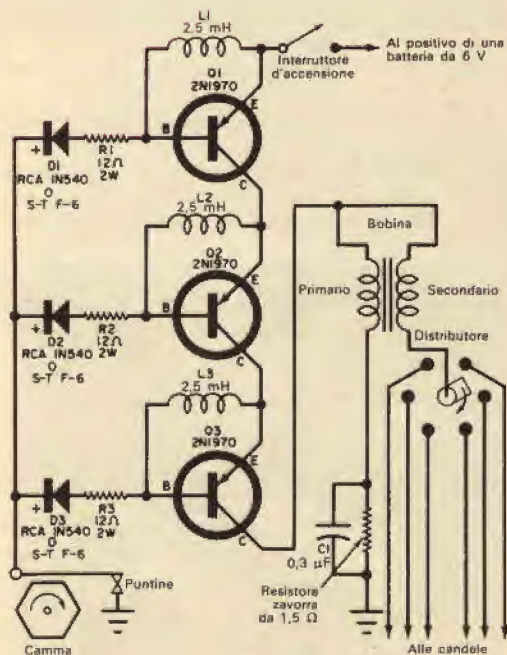 L1
2,5 mH
Interruttore
d'accensione
Al positivo di una
batteria da 6 V
Q1
2N1970
E
B
C
+
D1
RCA IN540
O
S-T F-6
R1
12Ω
2W
L2
2,5 mH
Q2
2N1970
E
B
C
+
D2
RCA IN540
O
S-T F-6
R2
12Ω
2W
L3
2,5 mH
Q3
2N1970
E
B
C
+
D3
RCA IN540
O
S-T F-6
R3
12Ω
2W
Bobina
Primario
Secondario
Distributore
C1
0,3 µF
Resistore
zavorra
da 1,5 Ω
Puntine
Camma
Alle candele